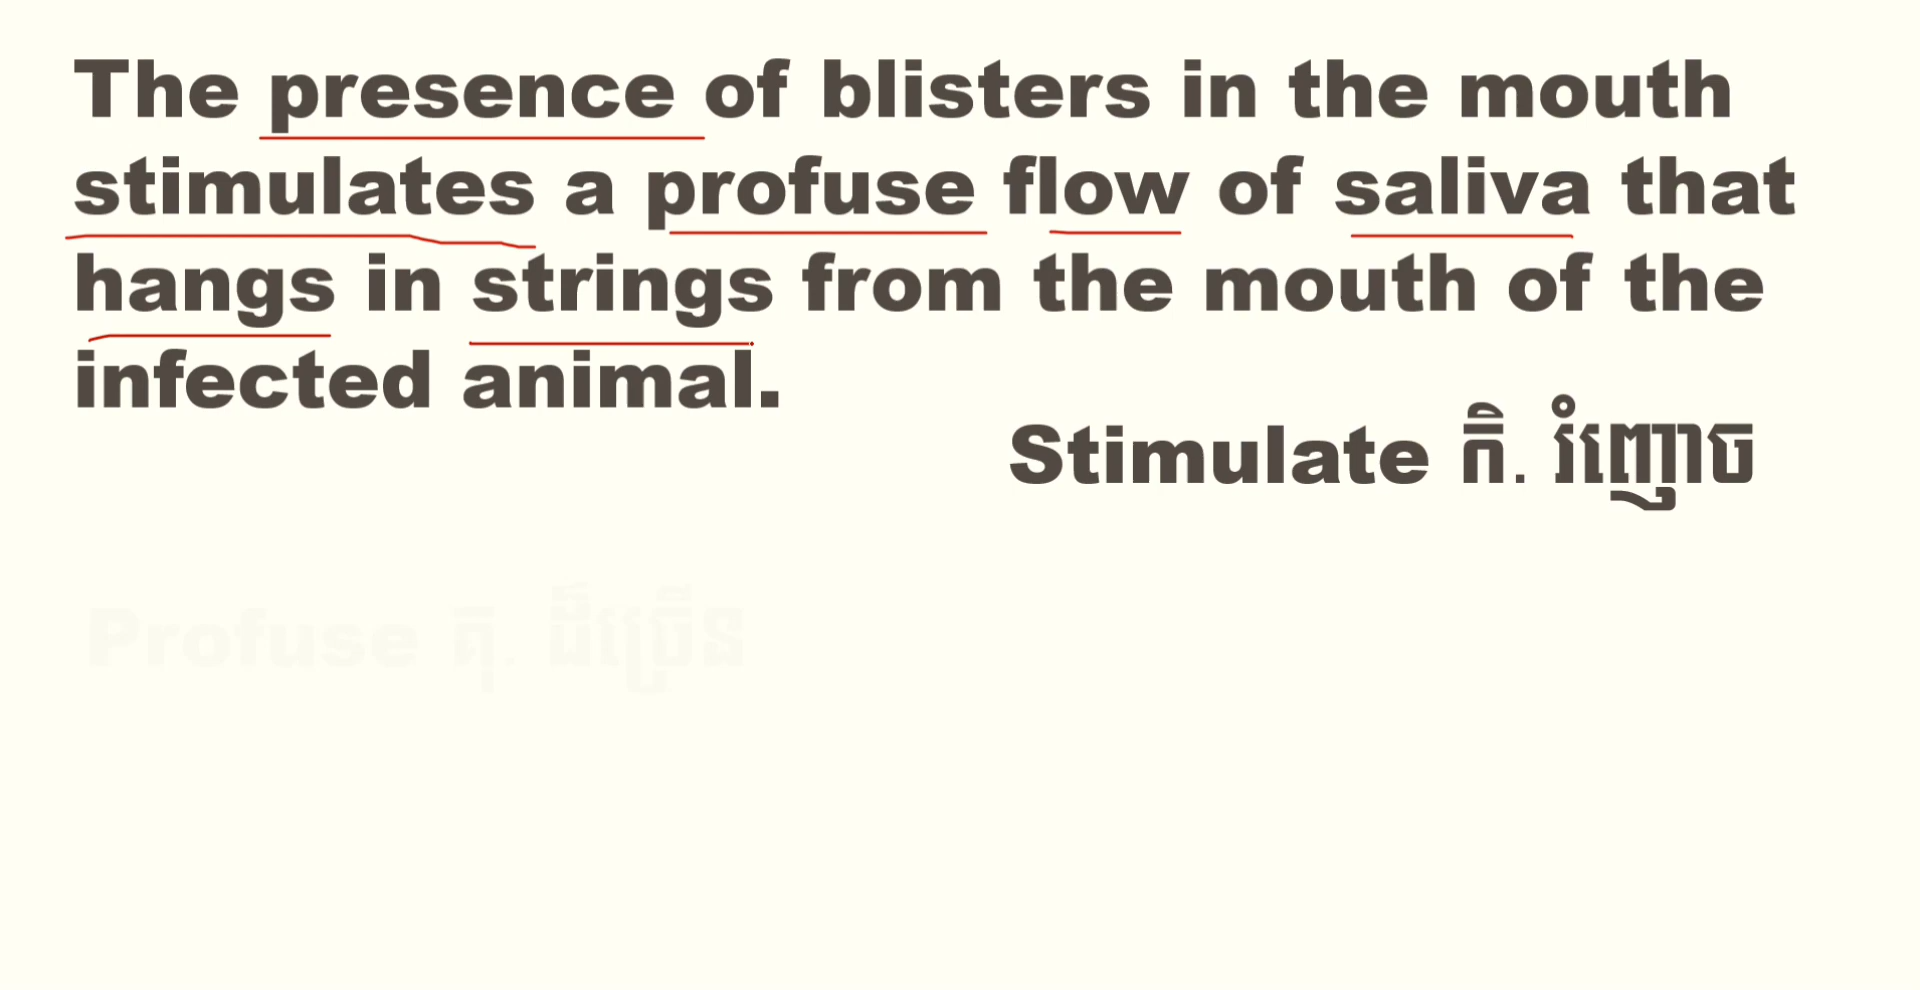 The presence of blisters in the mouth
stimulates a profuse flow of saliva that
hangs in strings from the mouth of the
infected animal.
Stimulate កិ. រំញោច
Profuse គុ. ដ៏ច្រើន